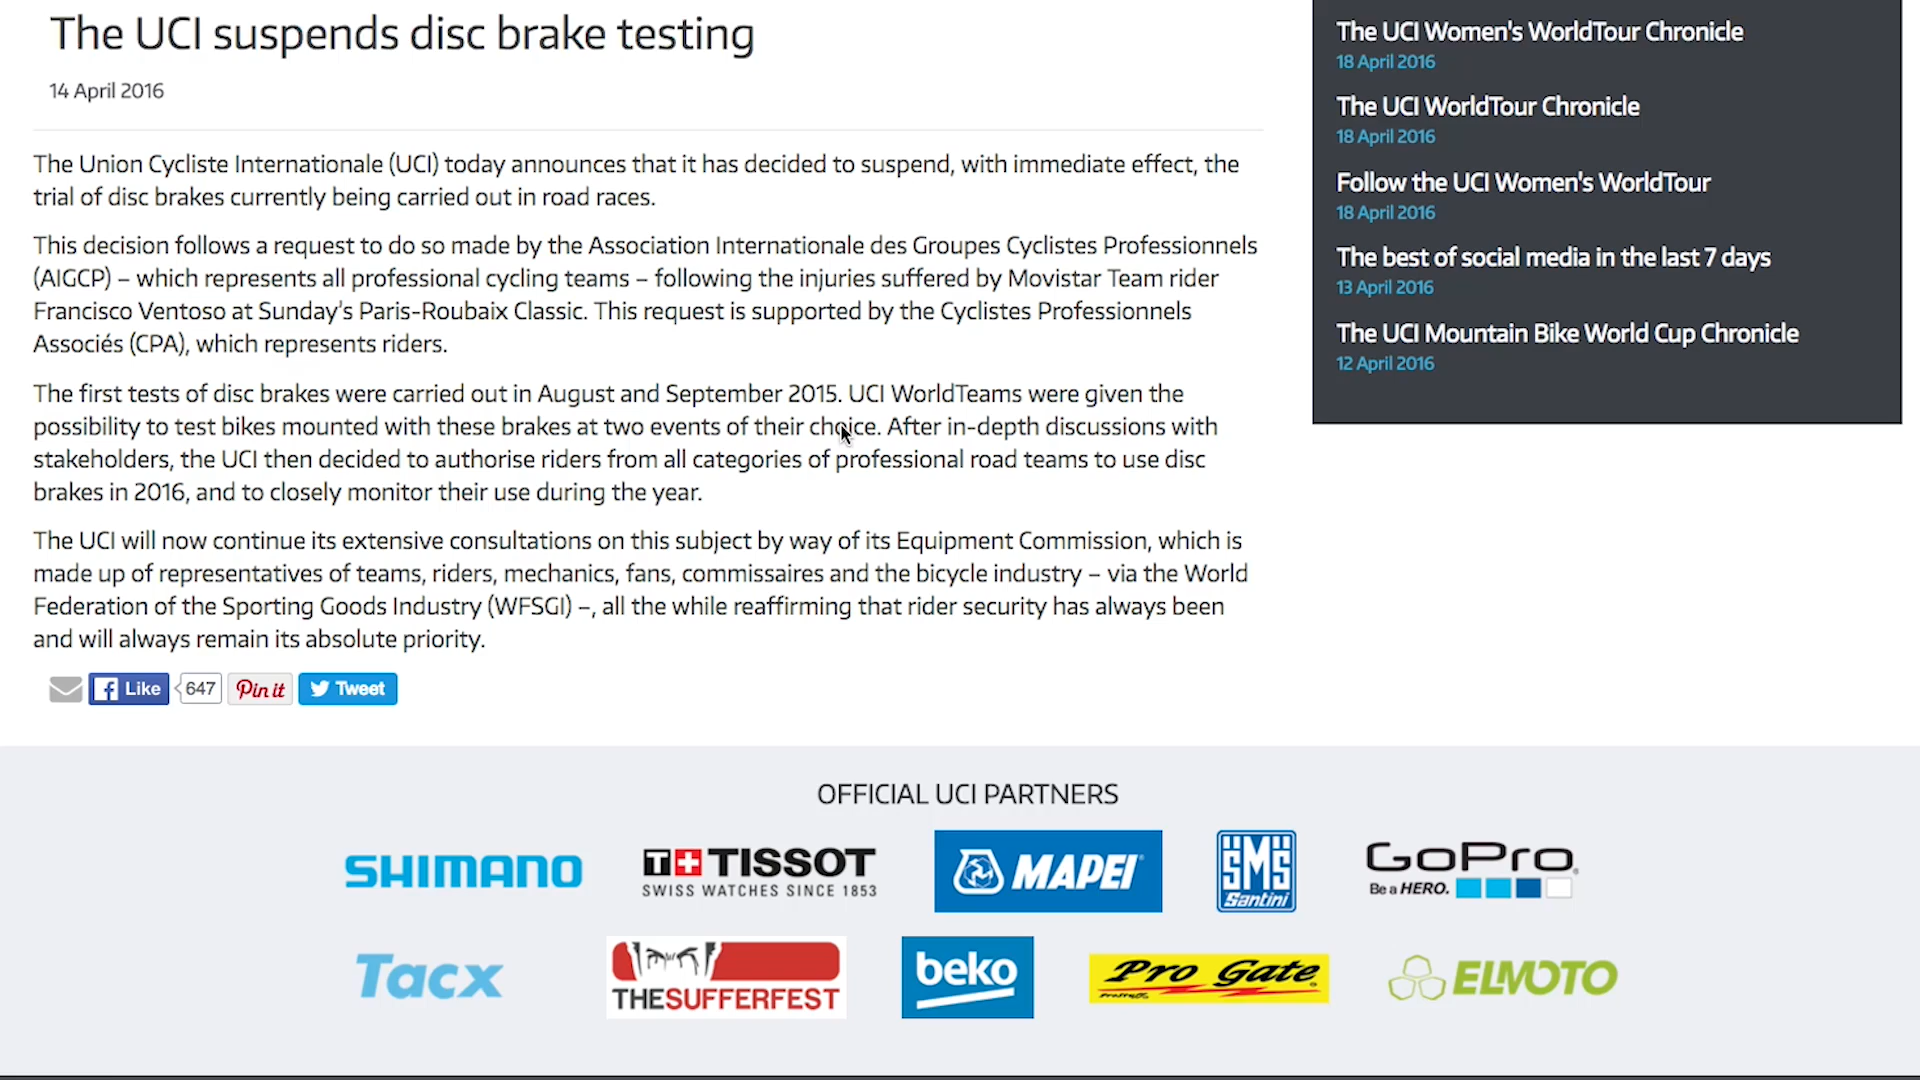 The UCI suspends disc brake testing
14 April 2016
The Union Cycliste Internationale (UCI) today announces that it has decided to suspend, with immediate effect, the
trial of disc brakes currently being carried out in road races.
This decision follows a request to do so made by the Association Internationale des Groupes Cyclistes Professionnels
(AIGCP) – which represents all professional cycling teams – following the injuries suffered by Movistar Team rider
Francisco Ventoso at Sunday's Paris-Roubaix Classic. This request is supported by the Cyclistes Professionnels
Associés (CPA), which represents riders.
The first tests of disc brakes were carried out in August and September 2015. UCI WorldTeams were given the
possibility to test bikes mounted with these brakes at two events of their choice. After in-depth discussions with
stakeholders, the UCI then decided to authorise riders from all categories of professional road teams to use disc
brakes in 2016, and to closely monitor their use during the year.
The UCI will now continue its extensive consultations on this subject by way of its Equipment Commission, which is
made up of representatives of teams, riders, mechanics, fans, commissaires and the bicycle industry – via the World
Federation of the Sporting Goods Industry (WFSGI) –, all the while reaffirming that rider security has always been
and will always remain its absolute priority.
Like 647 Pin it Tweet
The UCI Women's WorldTour Chronicle
18 April 2016
The UCI WorldTour Chronicle
18 April 2016
Follow the UCI Women's WorldTour
18 April 2016
The best of social media in the last 7 days
13 April 2016
The UCI Mountain Bike World Cup Chronicle
12 April 2016
OFFICIAL UCI PARTNERS
SHIMANO
T+ TISSOT
SWISS WATCHES SINCE 1853
MAPEI
SMS
Santini
GoPro
Be a HERO.
Tacx
THESUFFERFEST
beko
Pro Gate
ELMOTO